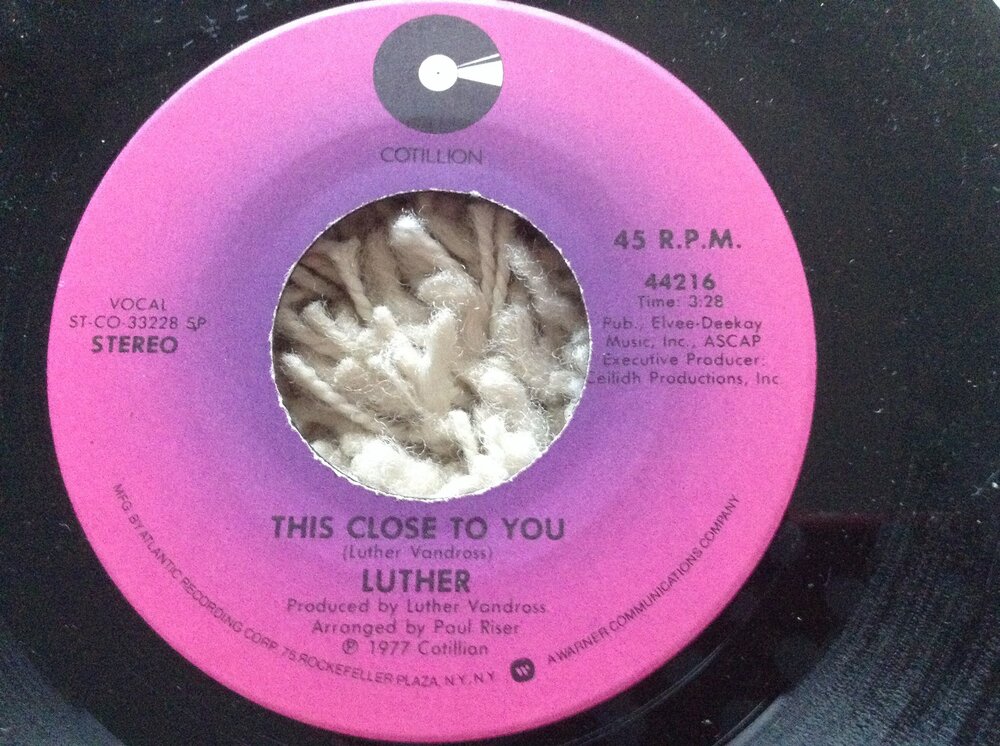 COTILLION
45 R.P.M.
44216
Time: 3:28
Pub., Elvee-Deekay
Music, Inc., ASCAP
Executive Producer:
Ceilidh Productions, Inc
VOCAL
ST-CO-33228 SP
STEREO
THIS CLOSE TO YOU
(Luther Vandross)
LUTHER
Produced by Luther Vandross
Arranged by Paul Riser
℗ 1977 Cotillian
MFG BY ATLANTIC RECORDING CORP. 75 ROCKEFELLER PLAZA, N.Y. N.Y. W A WARNER COMMUNICATIONS COMPANY